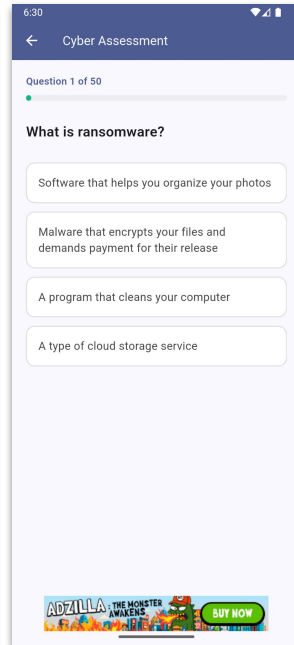 6:30
Cyber Assessment
Question 1 of 50
What is ransomware?
Software that helps you organize your photos
Malware that encrypts your files and
demands payment for their release
A program that cleans your computer
A type of cloud storage service
ADZILLA: THE MONSTER
AWAKENS
BUY NOW